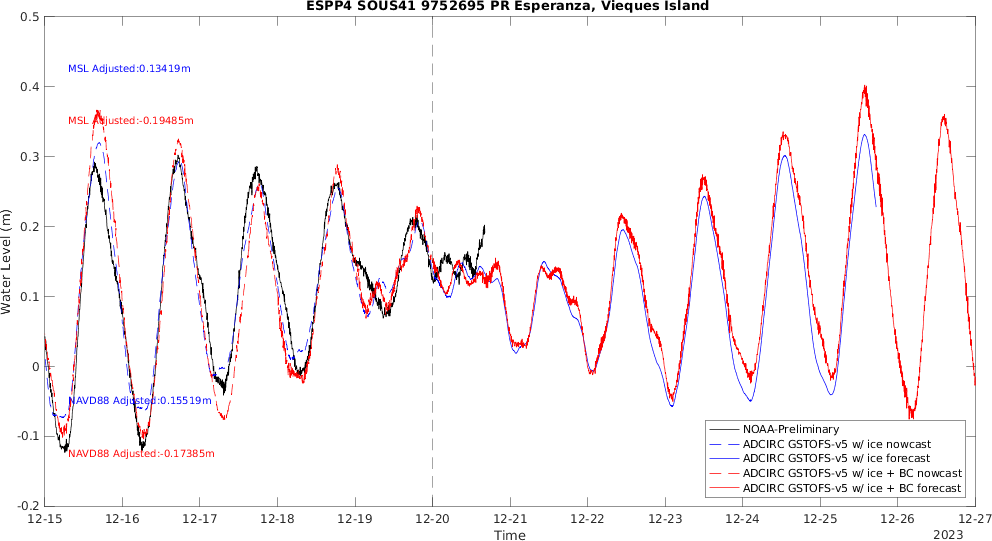 ESPP4 SOUS41 9752695 PR Esperanza, Vieques Island
0.5
0.4
0.3
0.2
0.1
0
-0.1
-0.2
Water Level (m)
MSL Adjusted:0.13419m
MSL Adjusted:-0.19485m
NAVD88 Adjusted:0.15519m
NAVD88 Adjusted:-0.17385m
NOAA-Preliminary
ADCIRC GSTOFS-v5 w/ ice nowcast
ADCIRC GSTOFS-v5 w/ ice forecast
ADCIRC GSTOFS-v5 w/ ice + BC nowcast
ADCIRC GSTOFS-v5 w/ ice + BC forecast
12-15 12-16 12-17 12-18 12-19 12-20 12-21 12-22 12-23 12-24 12-25 12-26 12-27
Time
2023